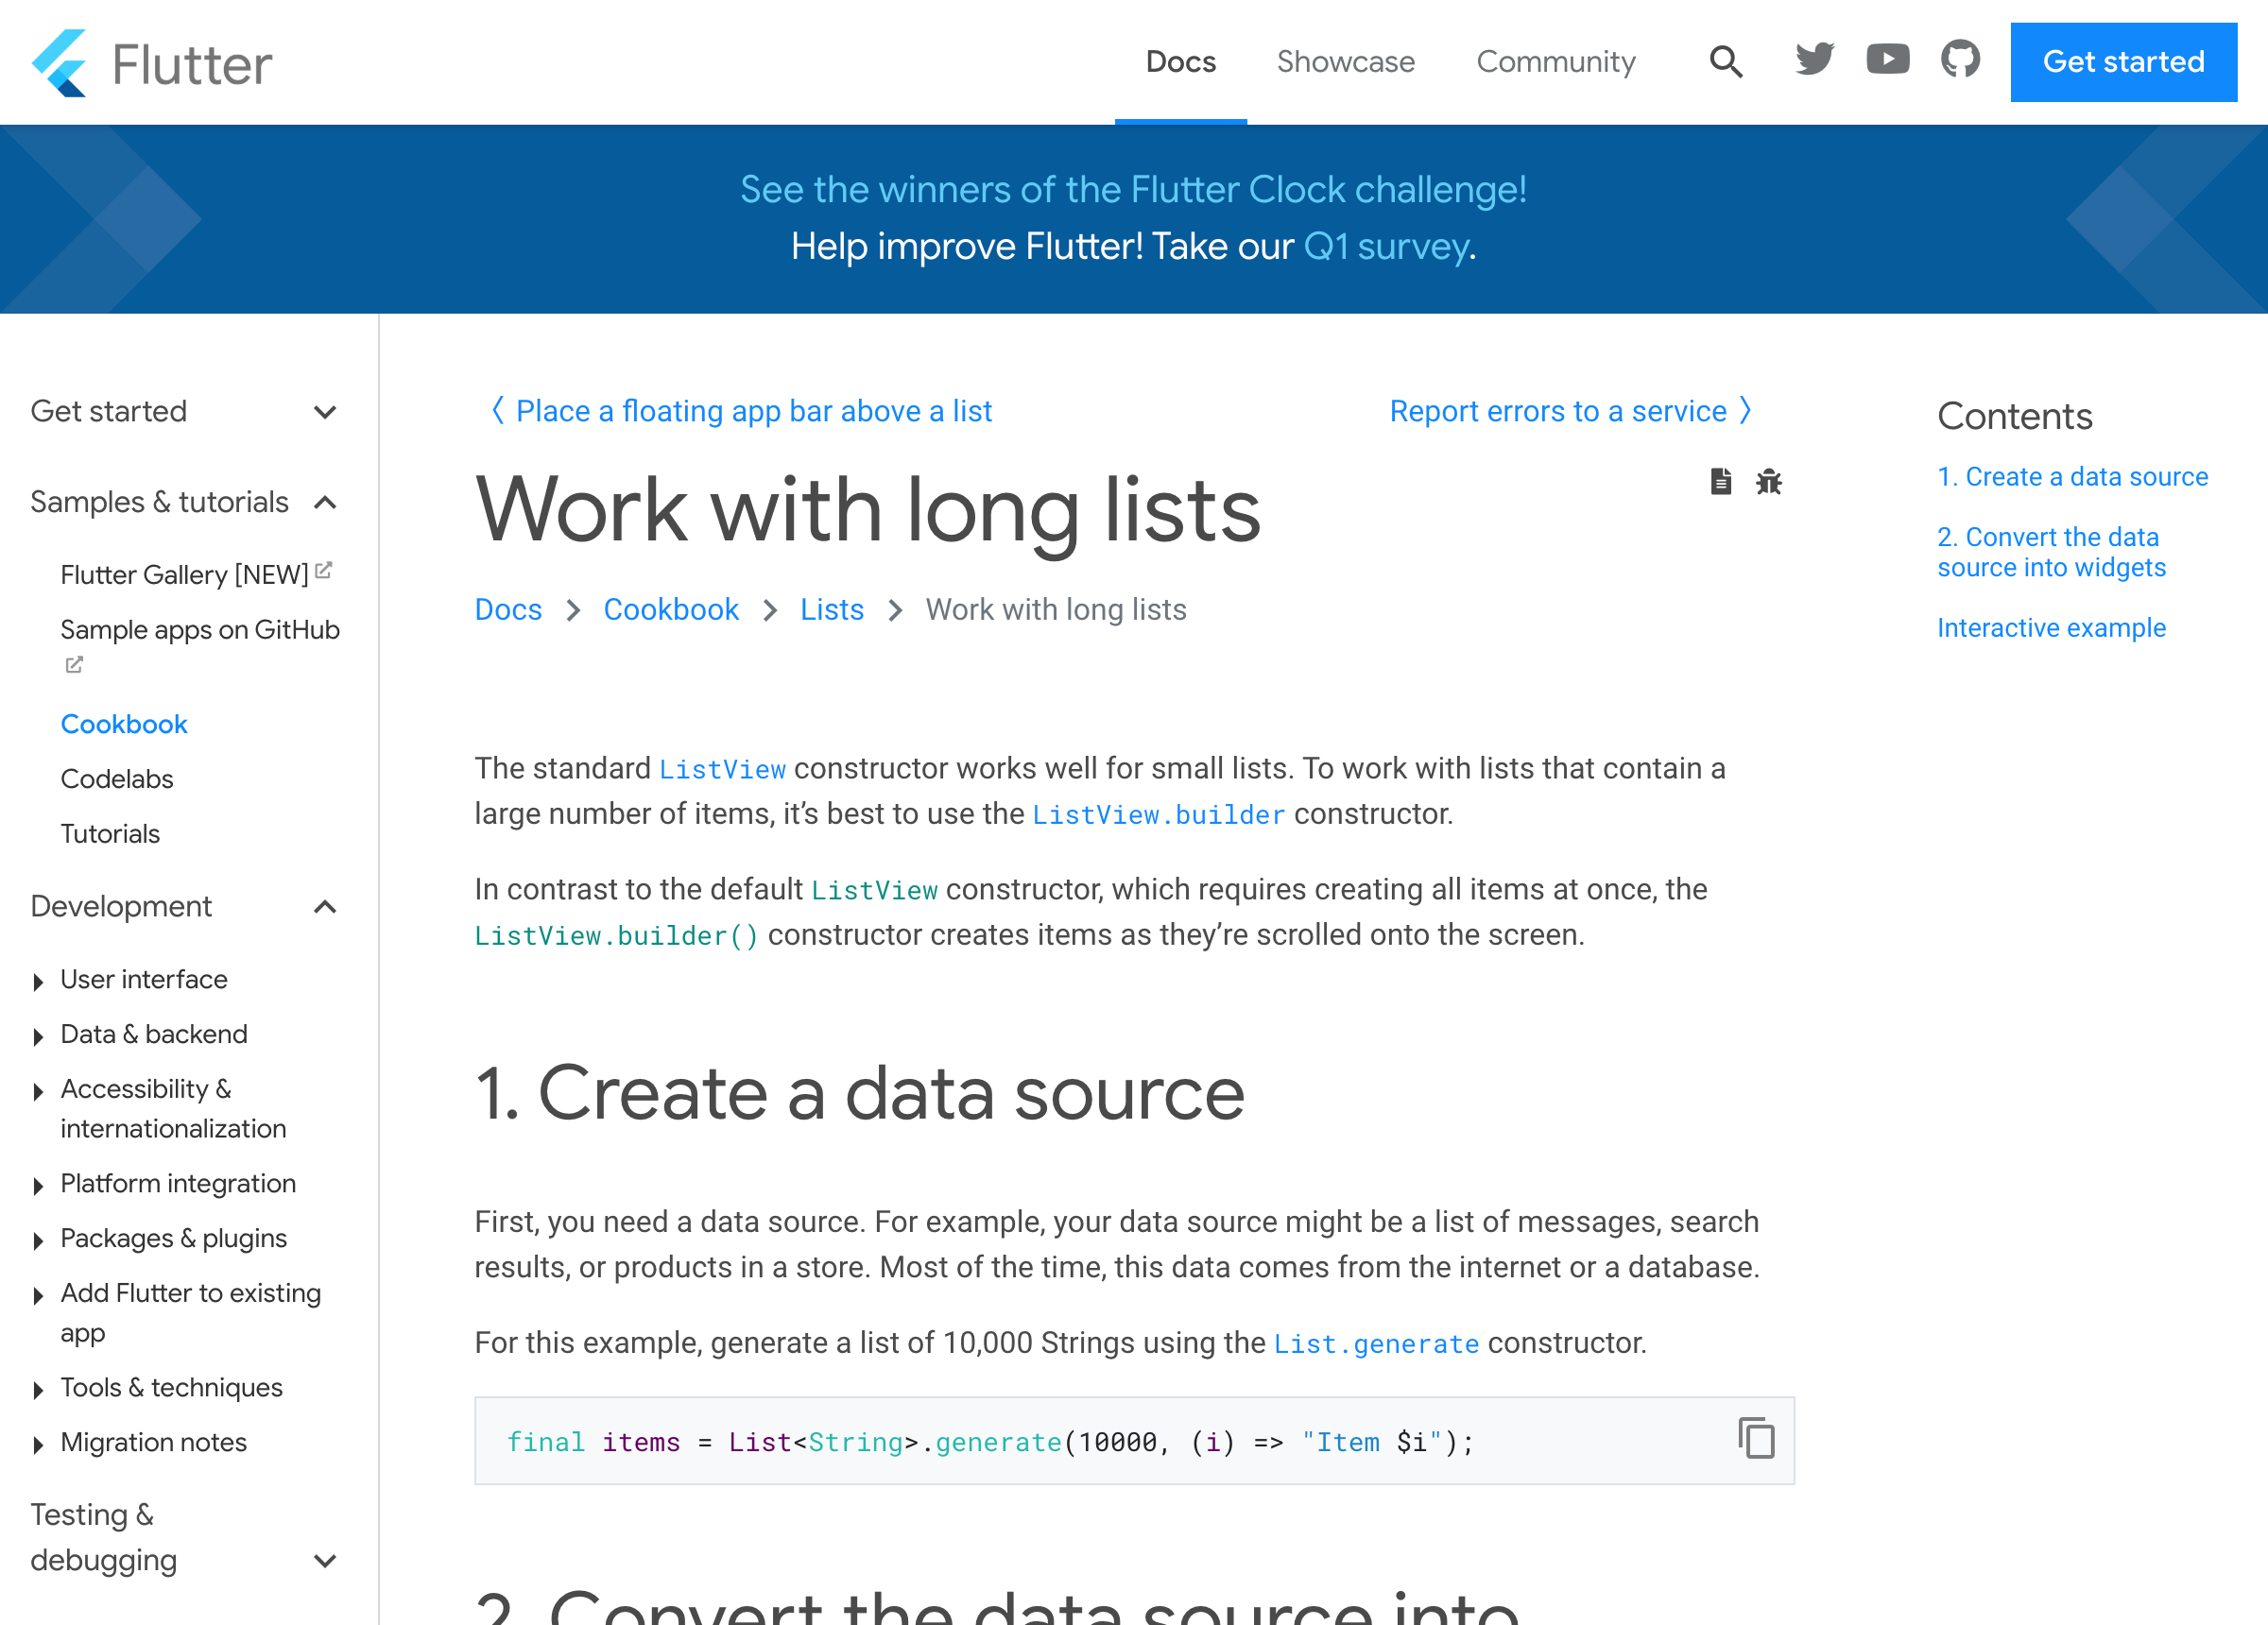 Flutter
Docs
Showcase
Community
Get started
See the winners of the Flutter Clock challenge!
Help improve Flutter! Take our Q1 survey.
Get started
Samples & tutorials
Flutter Gallery [NEW]
Sample apps on GitHub
Cookbook
Codelabs
Tutorials
Development
User interface
Data & backend
Accessibility &
internationalization
Platform integration
Packages & plugins
Add Flutter to existing
app
Tools & techniques
Migration notes
Testing &
debugging
Place a floating app bar above a list
Report errors to a service
Work with long lists
Docs
Cookbook
Lists
Work with long lists
The standard ListView constructor works well for small lists. To work with lists that contain a
large number of items, it’s best to use the ListView.builder constructor.
In contrast to the default ListView constructor, which requires creating all items at once, the
ListView.builder() constructor creates items as they’re scrolled onto the screen.
1. Create a data source
First, you need a data source. For example, your data source might be a list of messages, search
results, or products in a store. Most of the time, this data comes from the internet or a database.
For this example, generate a list of 10,000 Strings using the List.generate constructor.
final items = List<String>.generate(10000, (i) => "Item $i");
2. Convert the data source into
Contents
1. Create a data source
2. Convert the data
source into widgets
Interactive example